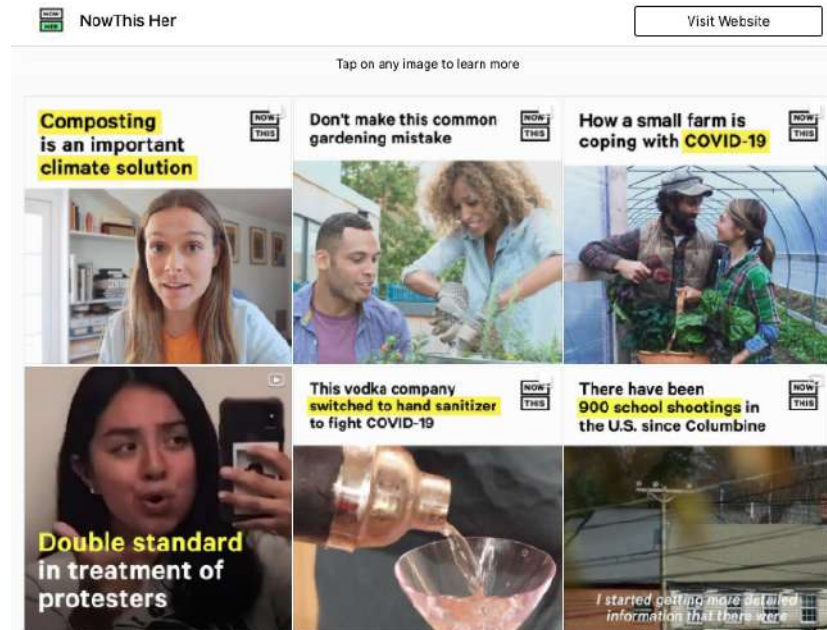 NOW
HER
NowThis Her
Visit Website
Tap on any image to learn more
Composting
is an important
climate solution
NOW
THIS
Don't make this common
gardening mistake
NOW
THIS
How a small farm is
coping with COVID-19
NOW
THIS
Double standard
in treatment of
protesters
This vodka company
switched to hand sanitizer
to fight COVID-19
NOW
THIS
There have been
900 school shootings in
the U.S. since Columbine
NOW
THIS
I started getting more detailed
information that there were